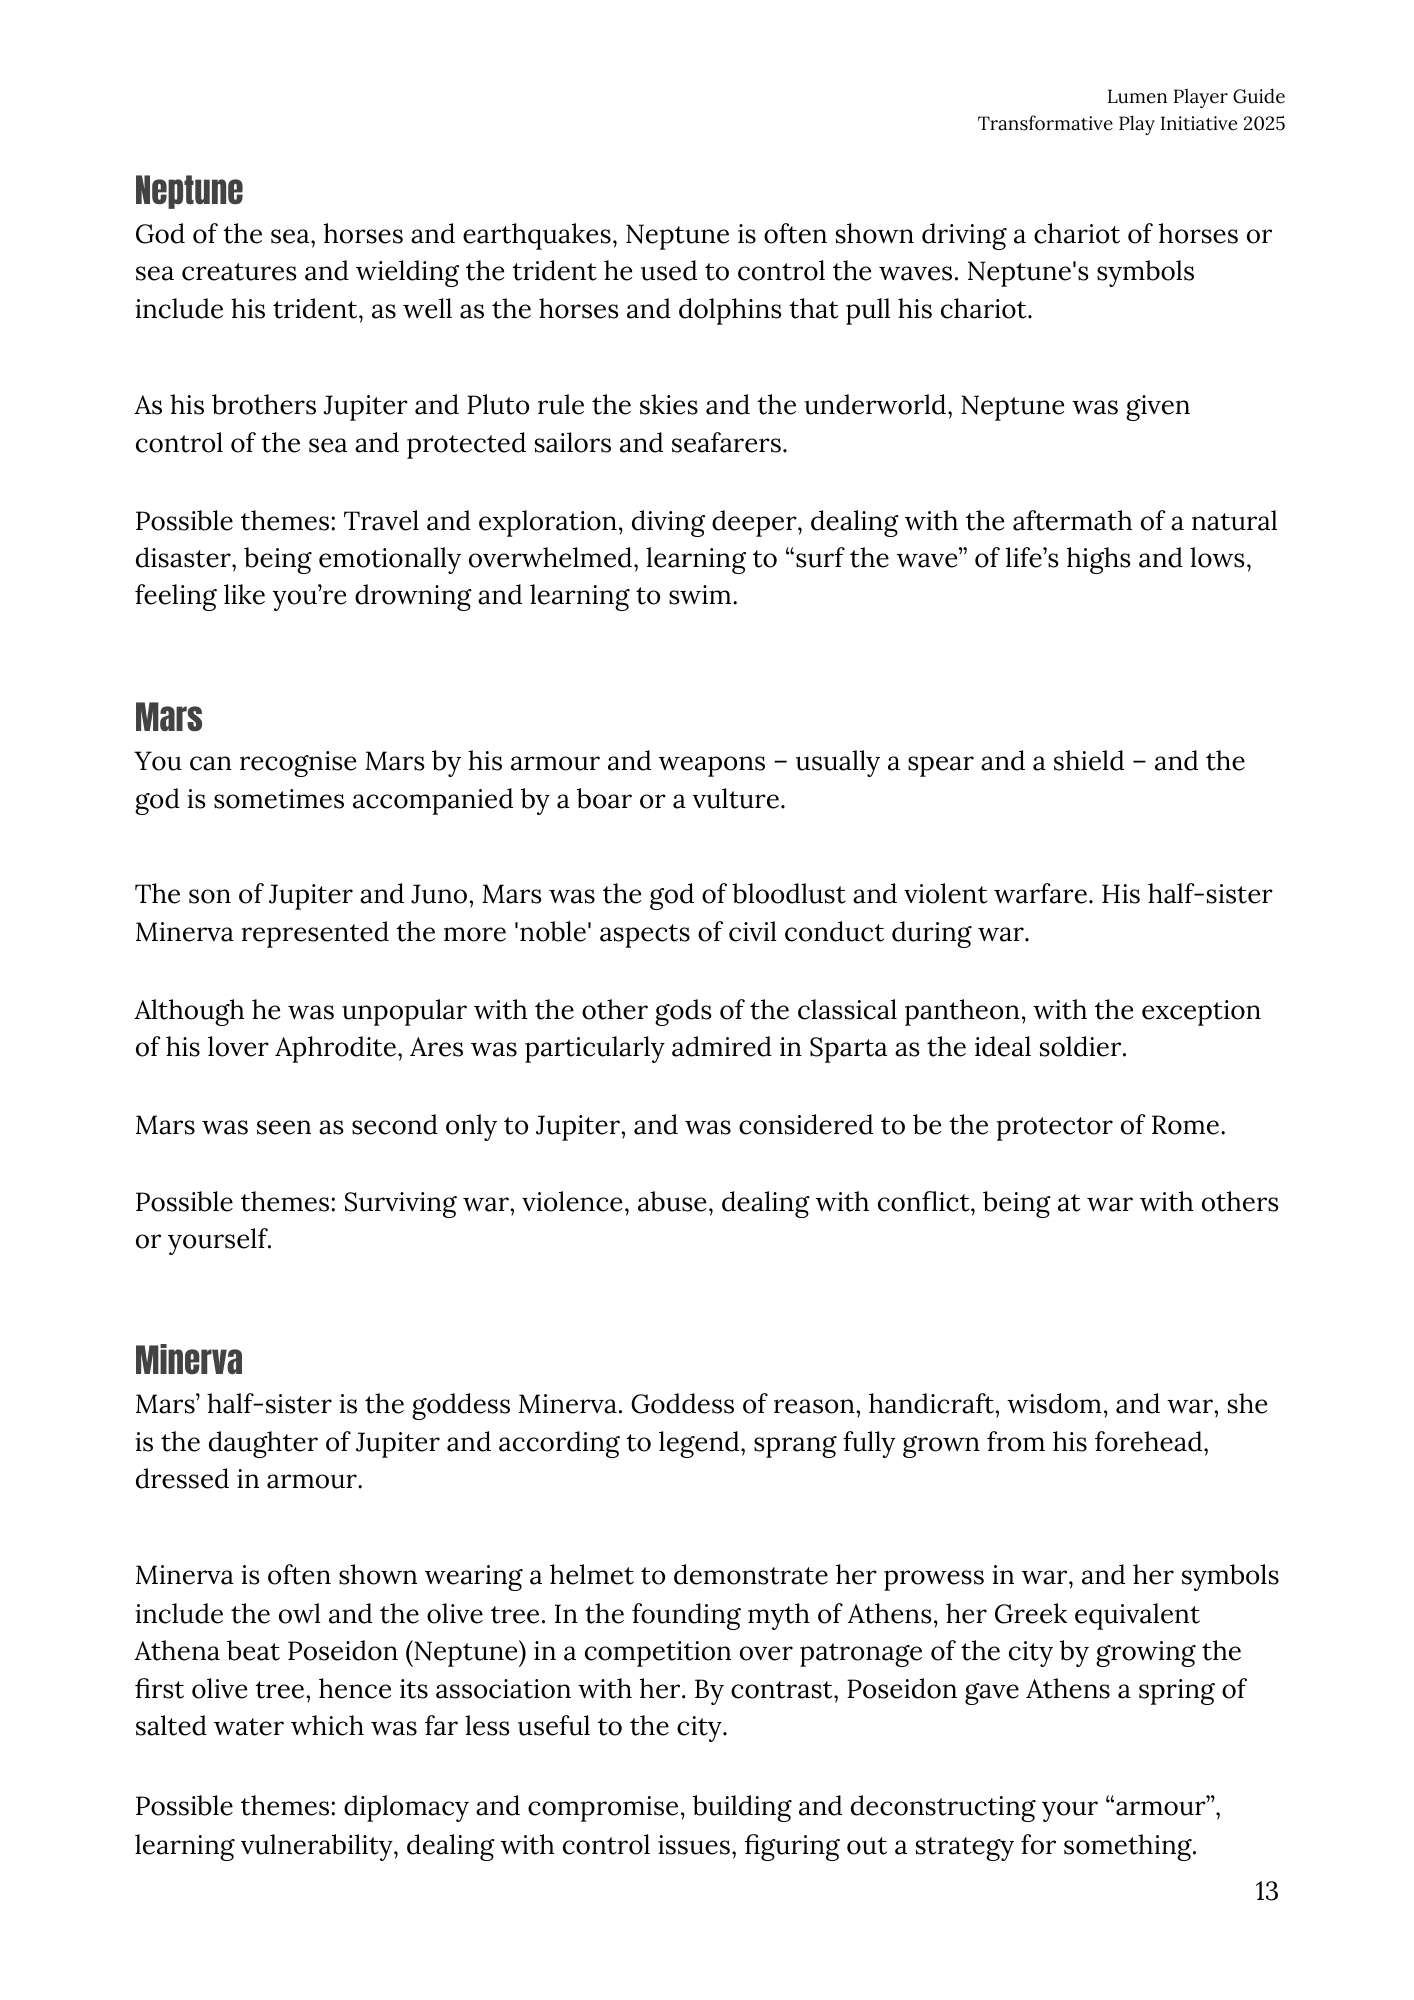 Lumen Player Guide
Transformative Play Initiative 2025
Neptune
God of the sea, horses and earthquakes, Neptune is often shown driving a chariot of horses or
sea creatures and wielding the trident he used to control the waves. Neptune's symbols
include his trident, as well as the horses and dolphins that pull his chariot.
As his brothers Jupiter and Pluto rule the skies and the underworld, Neptune was given
control of the sea and protected sailors and seafarers.
Possible themes: Travel and exploration, diving deeper, dealing with the aftermath of a natural
disaster, being emotionally overwhelmed, learning to “surf the wave” of life’s highs and lows,
feeling like you’re drowning and learning to swim.
Mars
You can recognise Mars by his armour and weapons – usually a spear and a shield – and the
god is sometimes accompanied by a boar or a vulture.
The son of Jupiter and Juno, Mars was the god of bloodlust and violent warfare. His half-sister
Minerva represented the more 'noble' aspects of civil conduct during war.
Although he was unpopular with the other gods of the classical pantheon, with the exception
of his lover Aphrodite, Ares was particularly admired in Sparta as the ideal soldier.
Mars was seen as second only to Jupiter, and was considered to be the protector of Rome.
Possible themes: Surviving war, violence, abuse, dealing with conflict, being at war with others
or yourself.
Minerva
Mars’ half-sister is the goddess Minerva. Goddess of reason, handicraft, wisdom, and war, she
is the daughter of Jupiter and according to legend, sprang fully grown from his forehead,
dressed in armour.
Minerva is often shown wearing a helmet to demonstrate her prowess in war, and her symbols
include the owl and the olive tree. In the founding myth of Athens, her Greek equivalent
Athena beat Poseidon (Neptune) in a competition over patronage of the city by growing the
first olive tree, hence its association with her. By contrast, Poseidon gave Athens a spring of
salted water which was far less useful to the city.
Possible themes: diplomacy and compromise, building and deconstructing your “armour”,
learning vulnerability, dealing with control issues, figuring out a strategy for something.
13